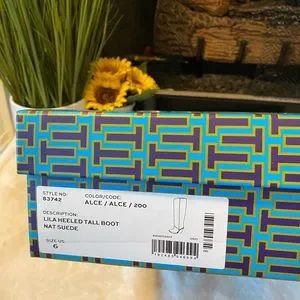 STYLE NO: COLOR/CODE:
83742 ALCE / ALCE / 200
DESCRIPTION:
LILA HEELED TALL BOOT
NAT SUEDE
SIZE US:
6